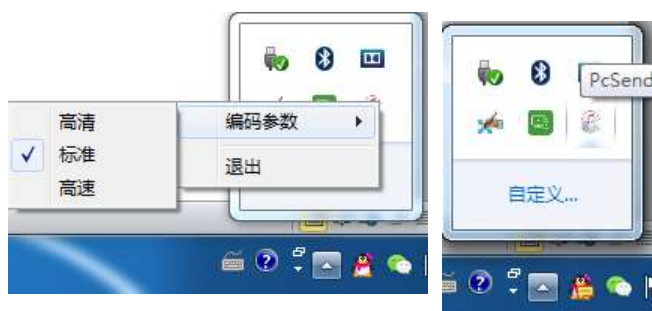 高清
标准
高速
编码参数
退出
PcSend
自定义...